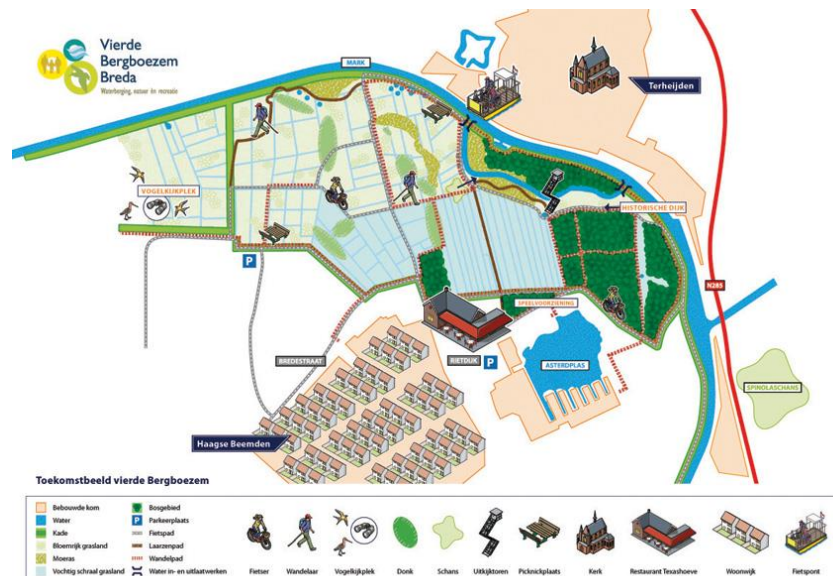 Vierde
Bergboezem
Breda
Waterberging, natuur en recreatie
MARK
Terheijden
VOGELKIJKPLEK
HISTORISCHE DIJK
P
N285
SPEELVOORZIENING
BREDESTRAAT
RIETDIJK
P
ASTERDPLAS
SPINOLASCHANS
Haagse Beemden
Toekomstbeeld vierde Bergboezem
Bebouwde kom
Water
Kade
Bloemrijk grasland
Moeras
Vochtig schraal grasland
Bosgebied
P Parkeerplaats
Fietspad
Laarzenpad
Wandelpad
Water in- en uitlaatwerken
Fietser
Wandelaar
Vogelkijkplek
Donk
Schans
Uitkijktoren
Picknickplaats
Kerk
Restaurant Texashoeve
Woonwijk
Fietspont